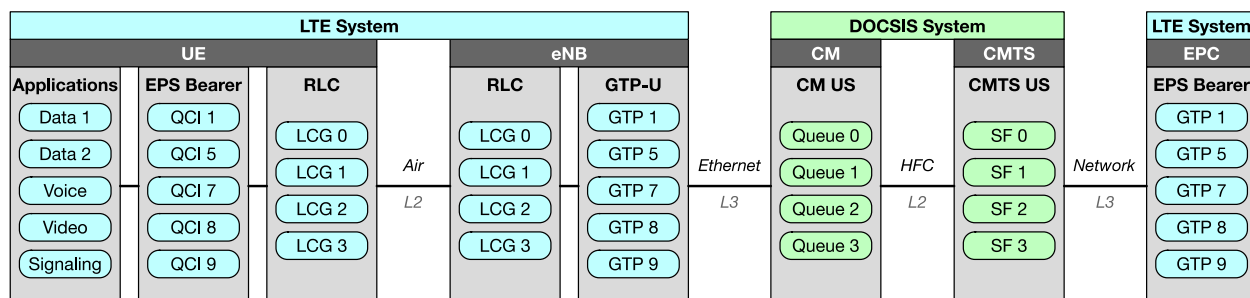 LTE System
DOCSIS System
LTE System
UE
eNB
CM
CMTS
EPC
Applications
EPS Bearer
RLC
RLC
GTP-U
CM US
CMTS US
EPS Bearer
Data 1
Data 2
Voice
Video
Signaling
QCI 1
QCI 5
QCI 7
QCI 8
QCI 9
LCG 0
LCG 1
LCG 2
LCG 3
Air
L2
LCG 0
LCG 1
LCG 2
LCG 3
GTP 1
GTP 5
GTP 7
GTP 8
GTP 9
Ethernet
L3
Queue 0
Queue 1
Queue 2
Queue 3
HFC
L2
SF 0
SF 1
SF 2
SF 3
Network
L3
GTP 1
GTP 5
GTP 7
GTP 8
GTP 9